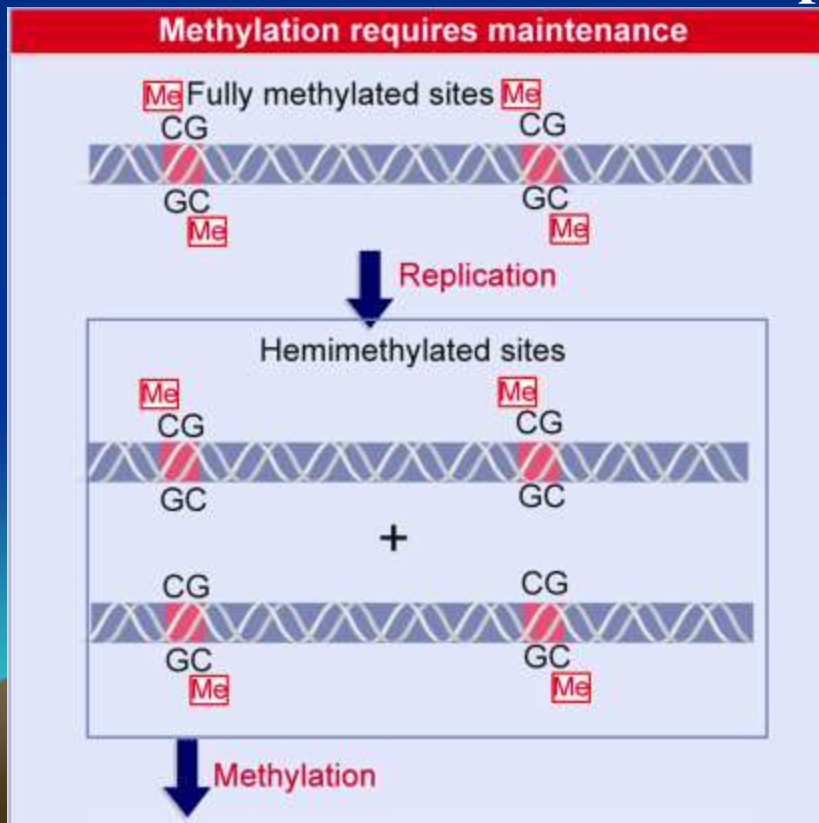 Methylation requires maintenance
Me Fully methylated sites Me
CG CG
GC GC
Me Me
Replication
Hemimethylated sites
Me Me
CG CG
GC GC
+
CG CG
GC GC
Me Me
Methylation